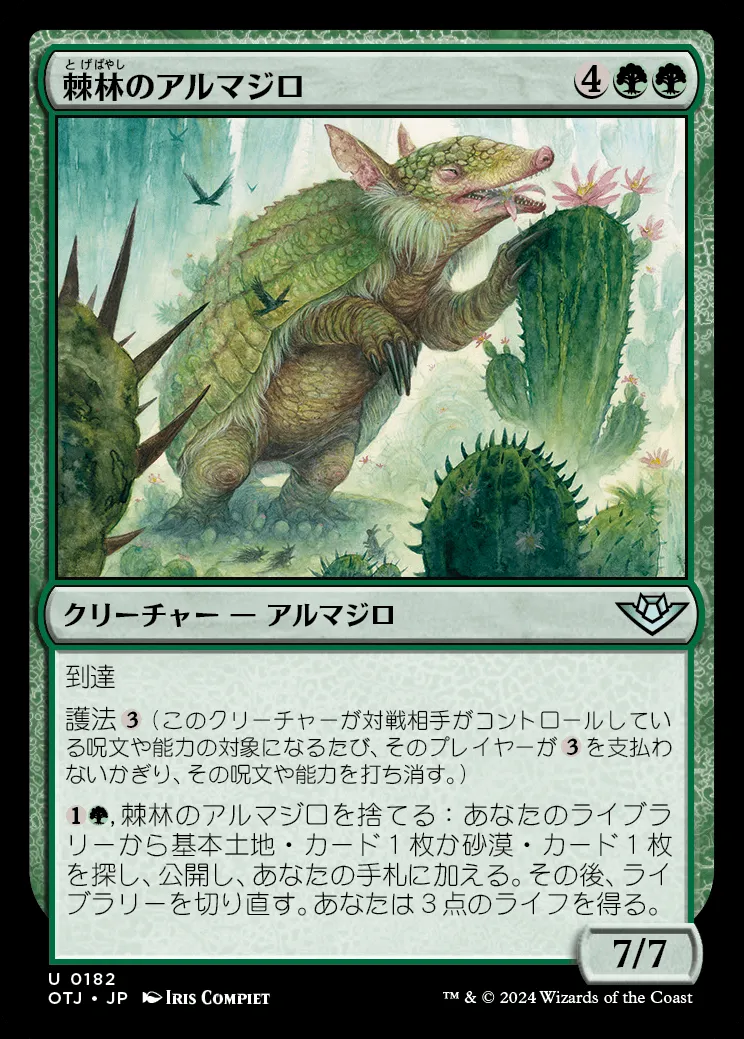 とげばやし
棘林のアルマジロ 4
クリーチャー — アルマジロ
到達
護法 3 （このクリーチャーが対戦相手がコントロールしてい
る呪文や能力の対象になるたび、そのプレイヤーが 3 を支払わ
ないかぎり、その呪文や能力を打ち消す。）
1 , 棘林のアルマジロを捨てる：あなたのライブラ
リーから基本土地・カード１枚か砂漠・カード１枚
を探し、公開し、あなたの手札に加える。その後、ライ
ブラリーを切り直す。あなたは３点のライフを得る。
7/7
U 0182
OTJ • JP Iris Compiet
™ & © 2024 Wizards of the Coast